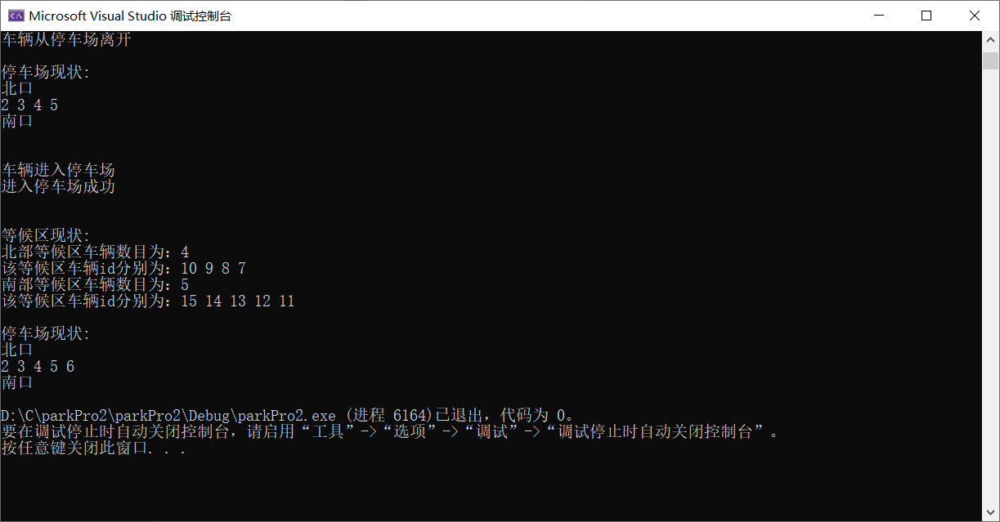 Microsoft Visual Studio 调试控制台
车辆从停车场离开
停车场现状:
北口
2 3 4 5
南口
车辆进入停车场
进入停车场成功
等候区现状:
北部等候区车辆数目为: 4
该等候区车辆id分别为: 10 9 8 7
南部等候区车辆数目为: 5
该等候区车辆id分别为: 15 14 13 12 11
停车场现状:
北口
2 3 4 5 6
南口
D:\C\parkPro2\parkPro2\Debug\parkPro2.exe (进程 6164)已退出，代码为 0。
要在调试停止时自动关闭控制台，请启用“工具”->“选项”->“调试”->“调试停止时自动关闭控制台”。
按任意键关闭此窗口. . .